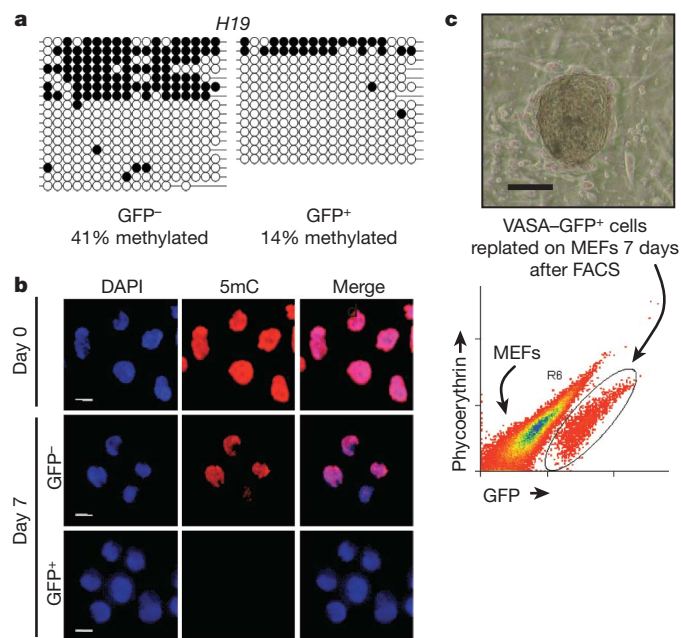 a
H19
GFP–
41% methylated
GFP+
14% methylated
b
DAPI 5mC Merge
Day 0
Day 7
GFP–
GFP+
d
c
VASA–GFP+ cells
replated on MEFs 7 days
after FACS
MEFs
R6
Phycoerythrin
GFP